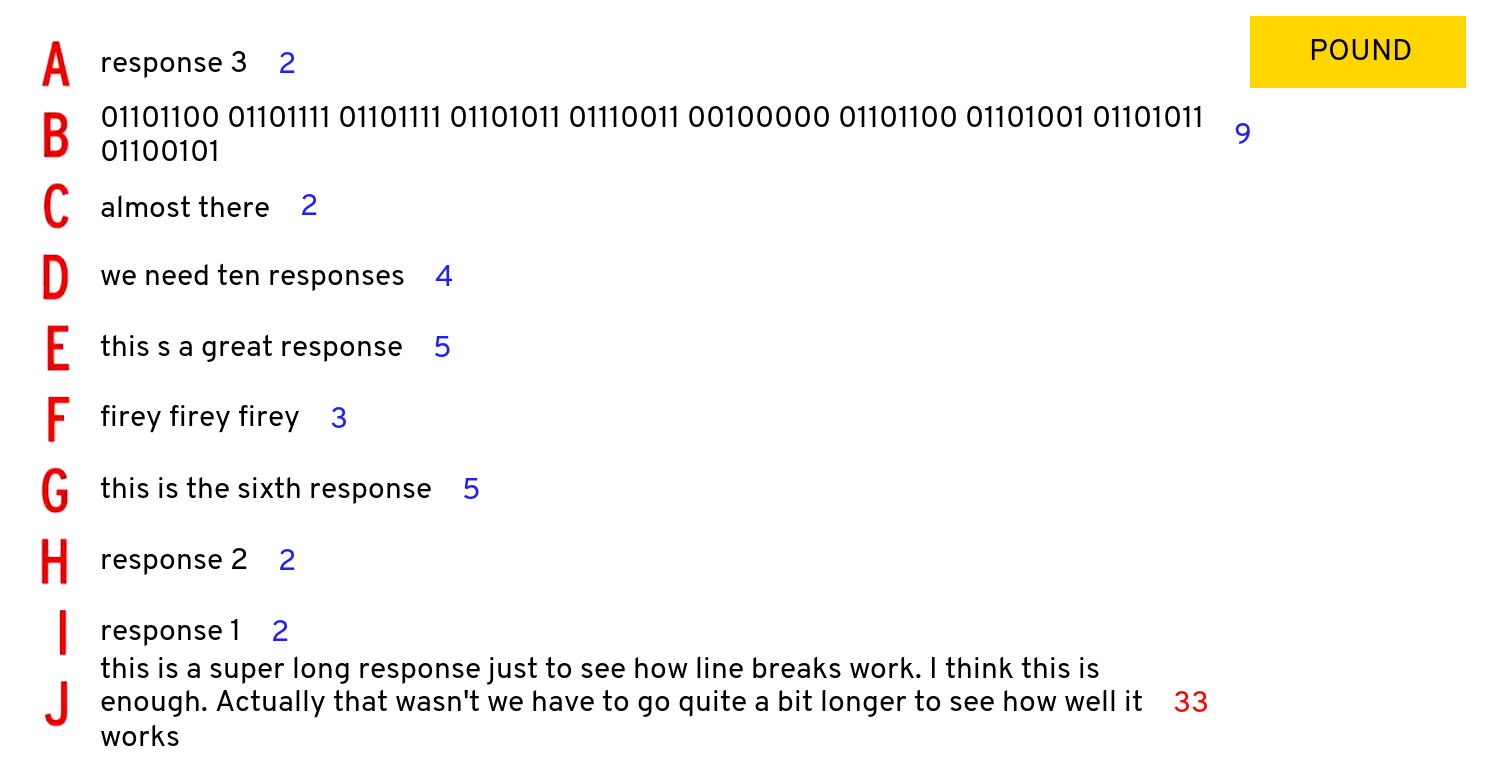 POUND
A response 3 2
B 01101100 01101111 01101111 01101011 01110011 00100000 01101100 01101001 01101011
01100101 9
C almost there 2
D we need ten responses 4
E this s a great response 5
F firey firey firey 3
G this is the sixth response 5
H response 2 2
I response 1 2
this is a super long response just to see how line breaks work. I think this is
J enough. Actually that wasn't we have to go quite a bit longer to see how well it 33
works